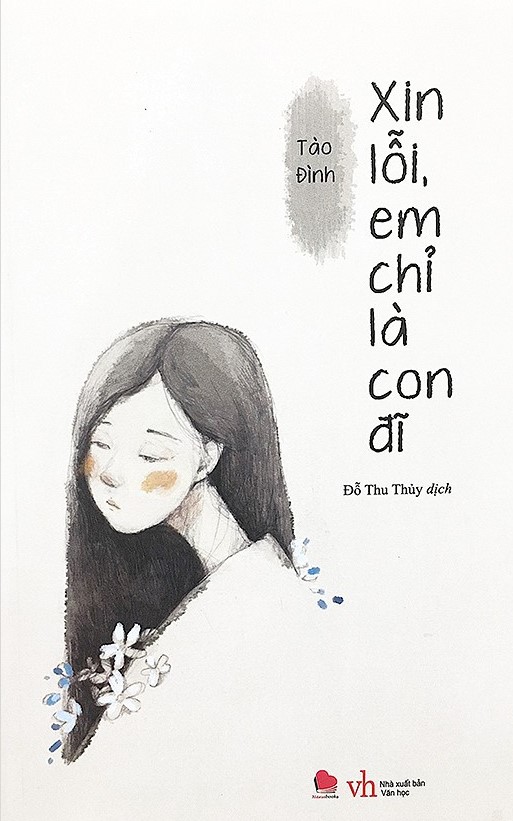 Xin
lỗi,
em
chỉ
là
con
đĩ
Tào
Đình
Đỗ Thu Thủy dịch
vh
Nhà xuất bản
Văn học